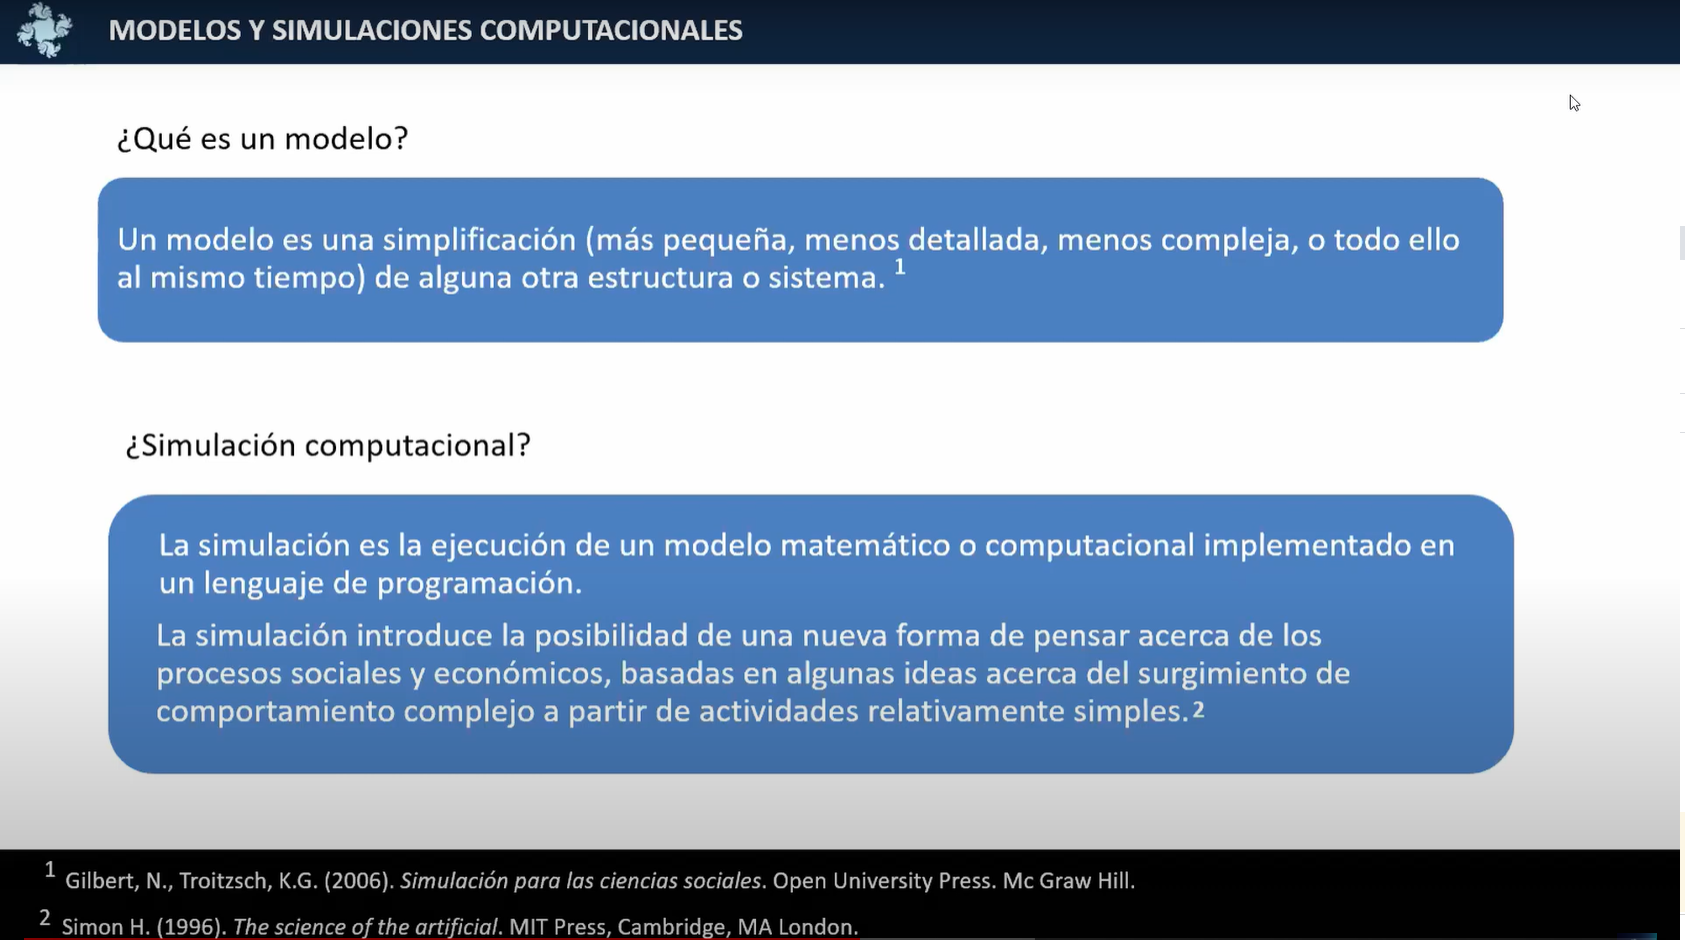 MODELOS Y SIMULACIONES COMPUTACIONALES
¿Qué es un modelo?
Un modelo es una simplificación (más pequeña, menos detallada, menos compleja, o todo ello
al mismo tiempo) de alguna otra estructura o sistema. 1
¿Simulación computacional?
La simulación es la ejecución de un modelo matemático o computacional implementado en
un lenguaje de programación.
La simulación introduce la posibilidad de una nueva forma de pensar acerca de los
procesos sociales y económicos, basadas en algunas ideas acerca del surgimiento de
comportamiento complejo a partir de actividades relativamente simples. 2
1 Gilbert, N., Troitzsch, K.G. (2006). Simulación para las ciencias sociales. Open University Press. Mc Graw Hill.
2 Simon H. (1996). The science of the artificial. MIT Press, Cambridge, MA London.